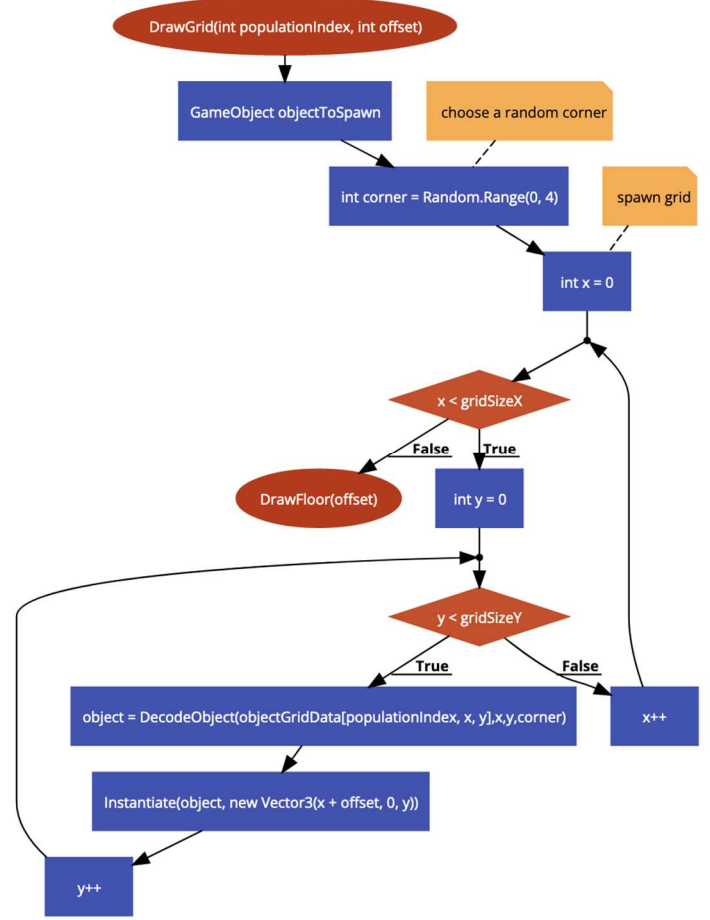 DrawGrid(int populationIndex, int offset)
GameObject objectToSpawn
choose a random corner
int corner = Random.Range(0, 4)
spawn grid
int x = 0
x < gridSizeX
False
True
DrawFloor(offset)
int y = 0
y < gridSizeY
True
False
object = DecodeObject(objectGridData[populationIndex, x, y],x,y,corner)
x++
Instantiate(object, new Vector3(x + offset, 0, y))
y++